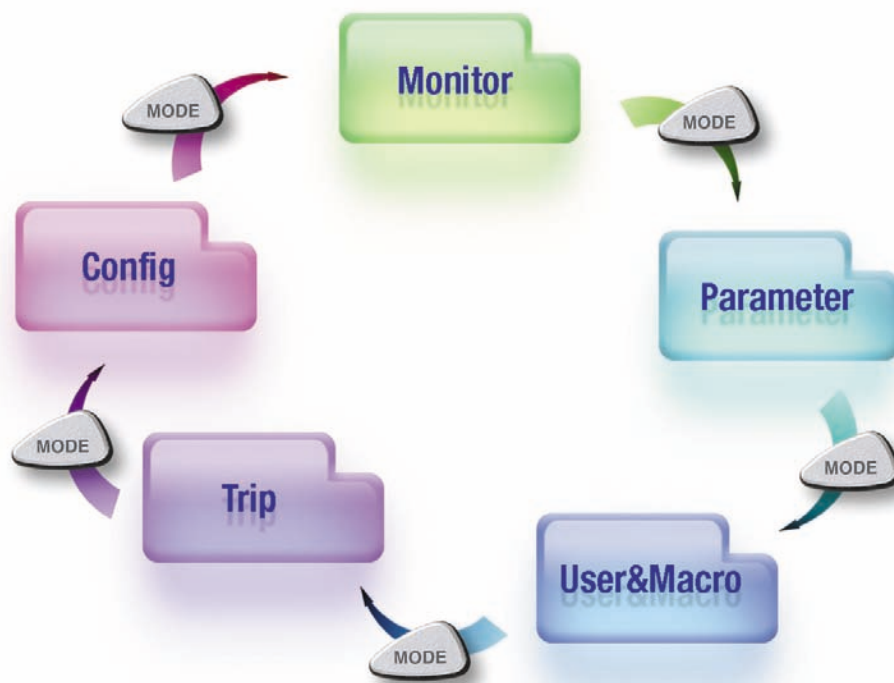 Monitor
MODE
MODE
Config
Parameter
MODE
MODE
Trip
User&Macro
MODE